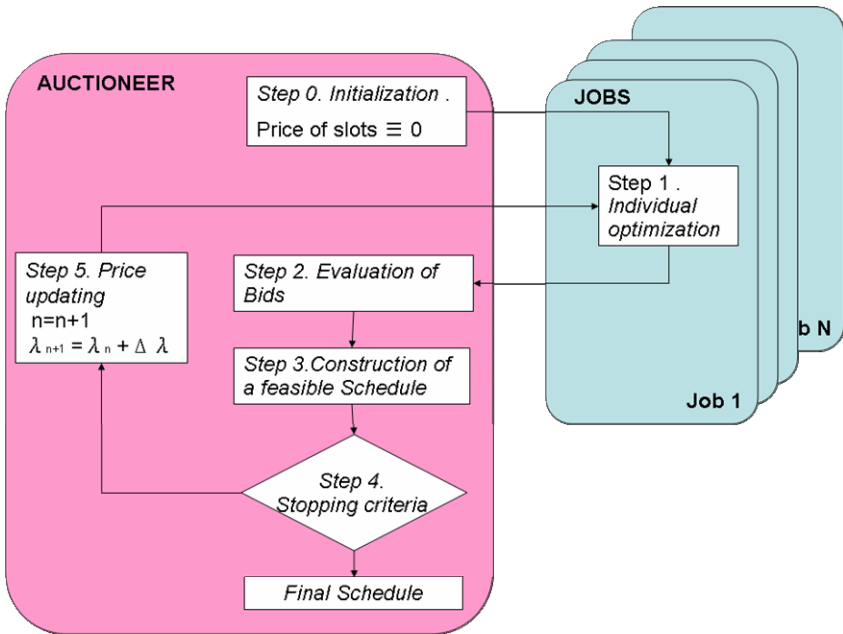 AUCTIONEER
Step 0. Initialization .
Price of slots ≡ 0
JOBS
Step 1 .
Individual
optimization
Step 5. Price
updating
n=n+1
λ n+1 = λ n + Δ λ
Step 2. Evaluation of
Bids
Step 3.Construction of
a feasible Schedule
Step 4.
Stopping criteria
Final Schedule
Job 1
b N